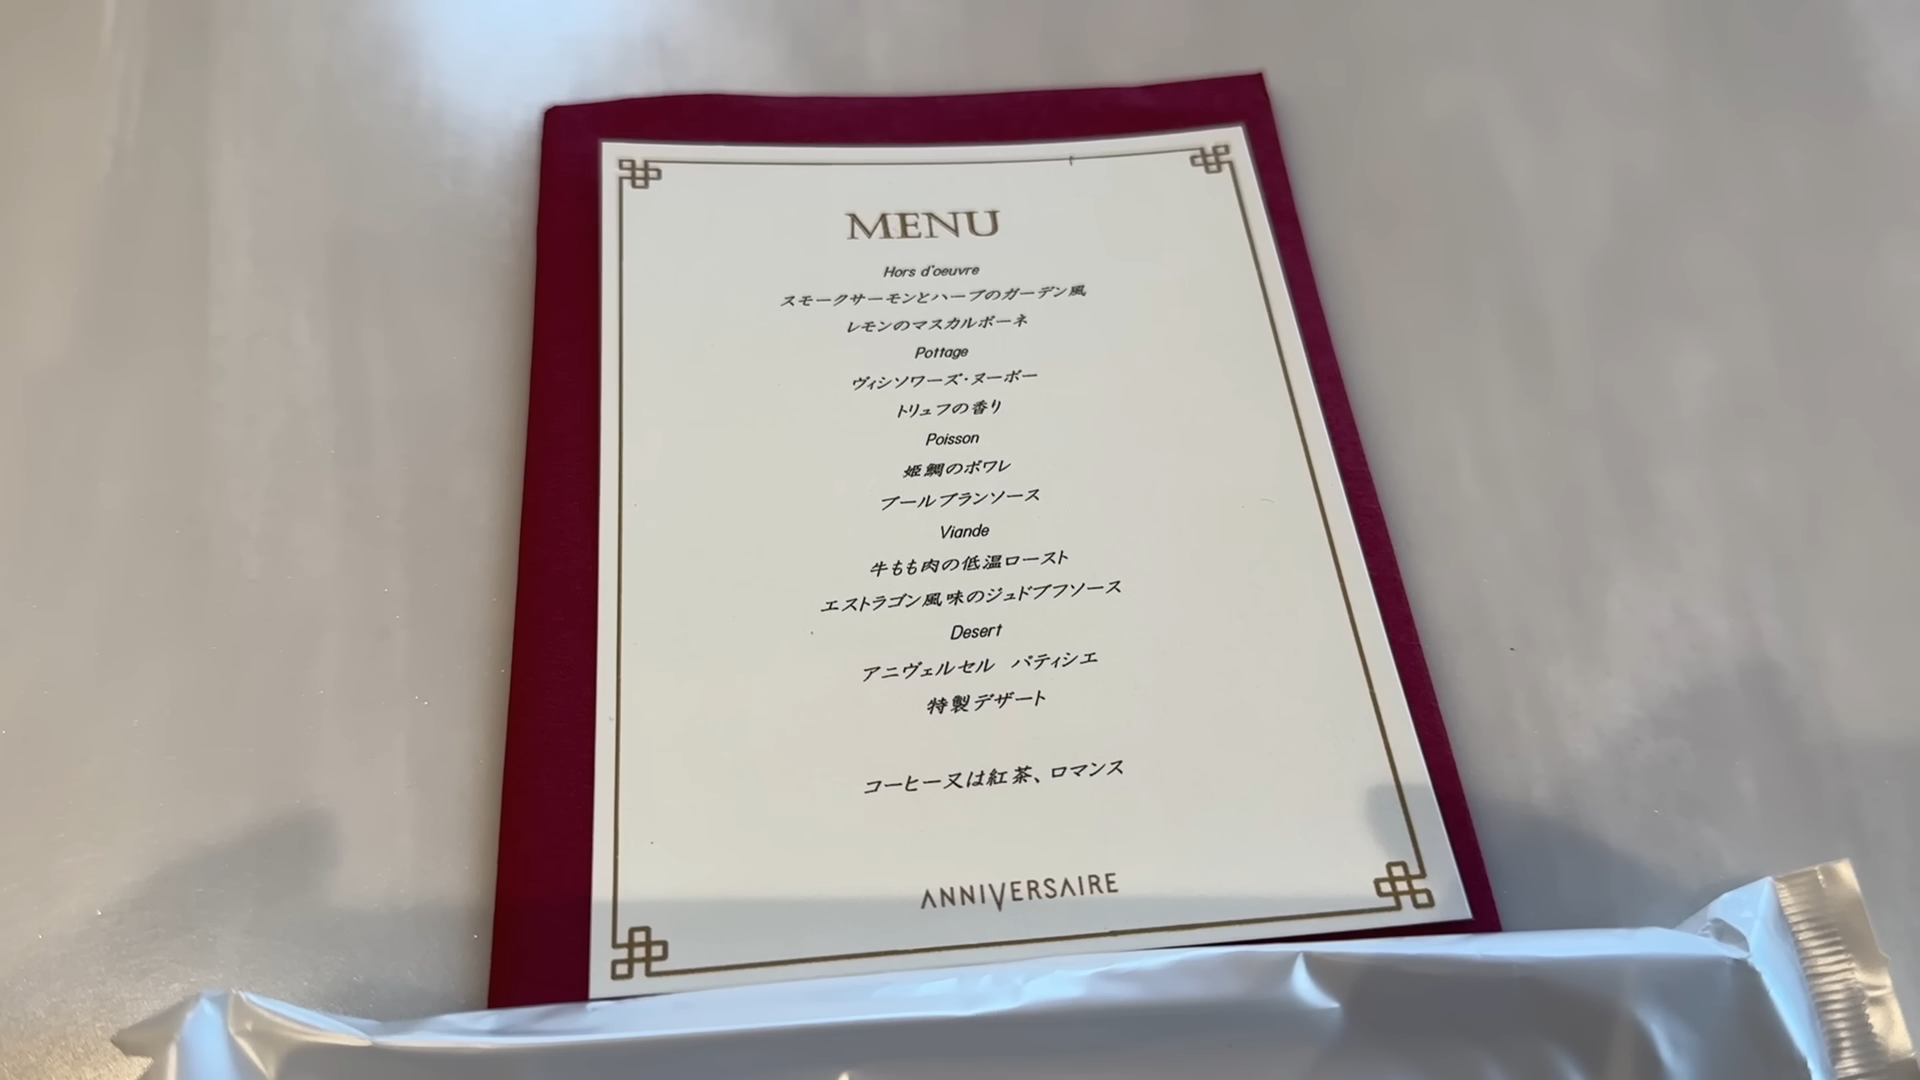 MENU
Hors d'oeuvre
スモークサーモンとハーブのガーデン風
レモンのマスカルポーネ
Pottage
ヴィシソワーズ・ヌーボー
トリュフの香り
Poisson
姫鯛のポワレ
ブールブランソース
Viande
牛もも肉の低温ロースト
エストラゴン風味のジュドブフソース
Desert
アニヴェルセル パティシエ
特製デザート
コーヒー又は紅茶、ロマンス
ANNIVERSAIRE